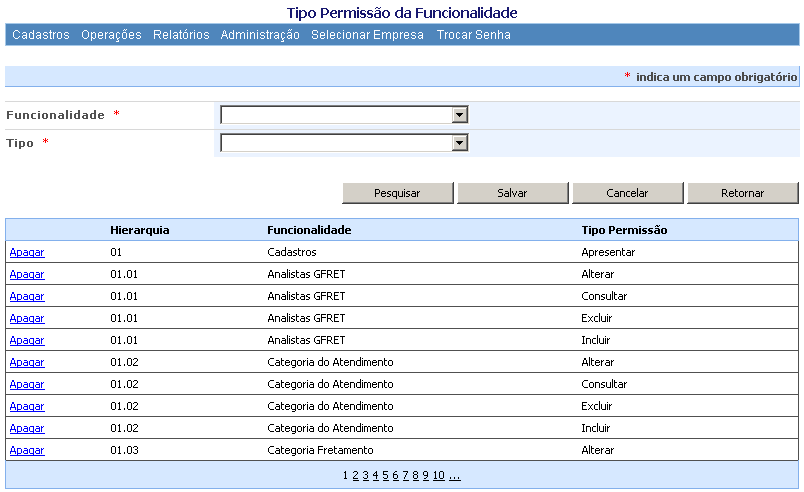 Tipo Permissão da Funcionalidade
Cadastros Operações Relatórios Administração Selecionar Empresa Trocar Senha
* indica um campo obrigatório
Funcionalidade *
Tipo *
Pesquisar Salvar Cancelar Retornar
Hierarquia Funcionalidade Tipo Permissão
Apagar 01 Cadastros Apresentar
Apagar 01.01 Analistas GFRET Alterar
Apagar 01.01 Analistas GFRET Consultar
Apagar 01.01 Analistas GFRET Excluir
Apagar 01.01 Analistas GFRET Incluir
Apagar 01.02 Categoria do Atendimento Alterar
Apagar 01.02 Categoria do Atendimento Consultar
Apagar 01.02 Categoria do Atendimento Excluir
Apagar 01.02 Categoria do Atendimento Incluir
Apagar 01.03 Categoria Fretamento Alterar
1 2 3 4 5 6 7 8 9 10 ...